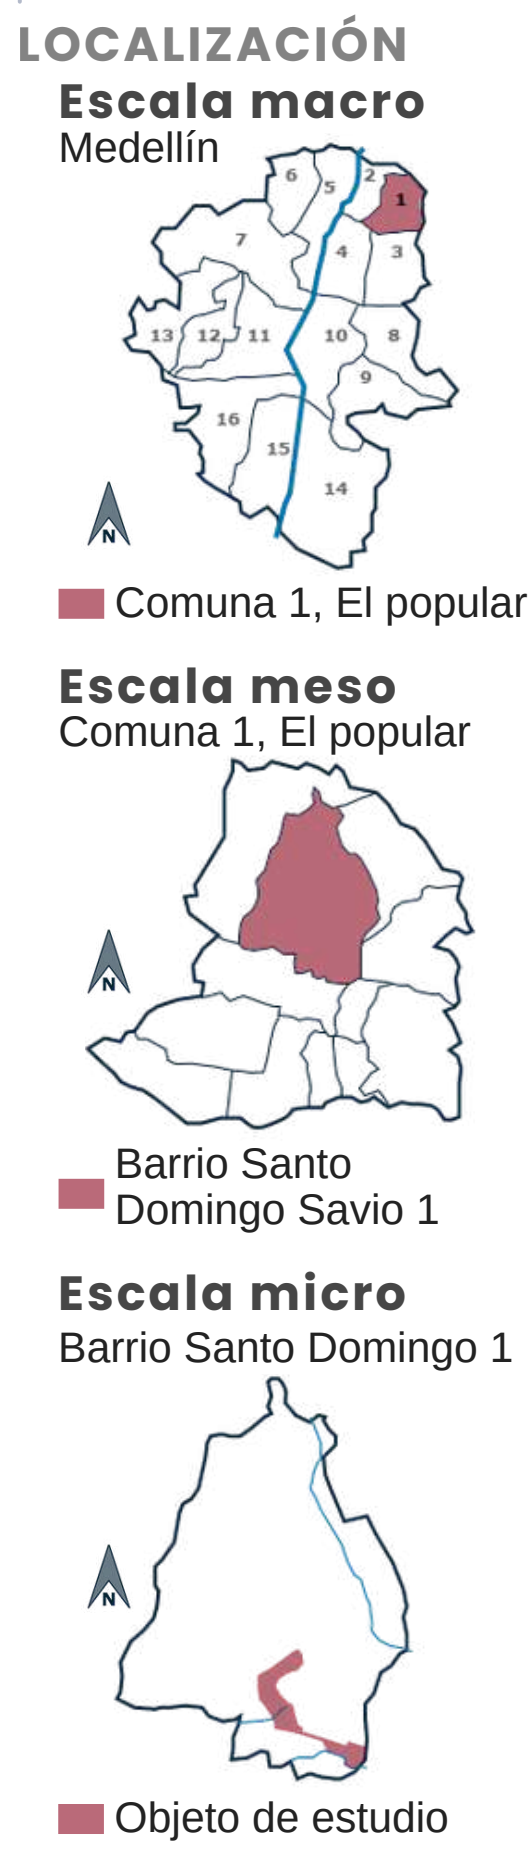 LOCALIZACIÓN
Escala macro
Medellín
6
5
2
1
7
4
3
13
12
11
10
8
9
16
15
14
N
Comuna 1, El popular
Escala meso
Comuna 1, El popular
N
Barrio Santo
Domingo Savio 1
Escala micro
Barrio Santo Domingo 1
N
Objeto de estudio